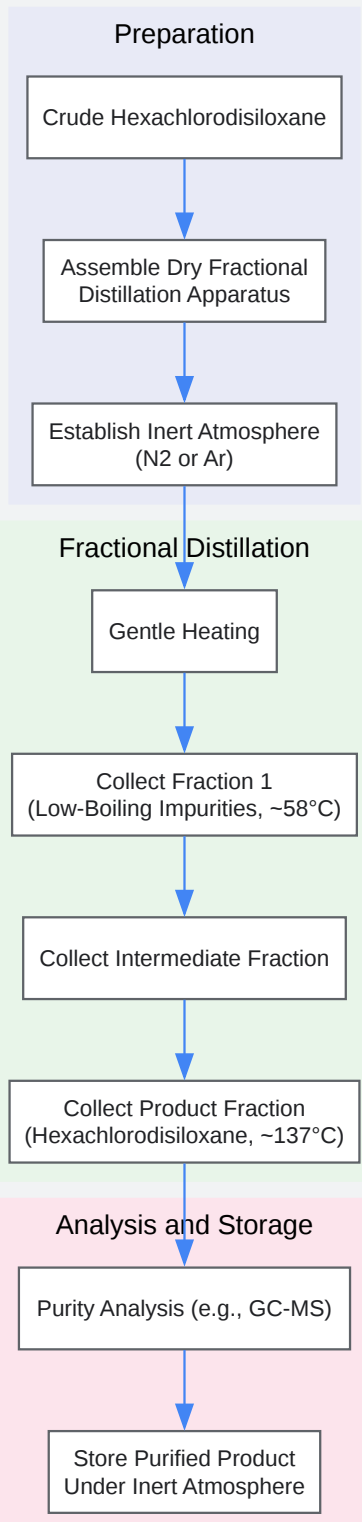 Preparation
Crude Hexachlorodisiloxane
Assemble Dry Fractional
Distillation Apparatus
Establish Inert Atmosphere
(N2 or Ar)
Fractional Distillation
Gentle Heating
Collect Fraction 1
(Low-Boiling Impurities, ~58°C)
Collect Intermediate Fraction
Collect Product Fraction
(Hexachlorodisiloxane, ~137°C)
Analysis and Storage
Purity Analysis (e.g., GC-MS)
Store Purified Product
Under Inert Atmosphere